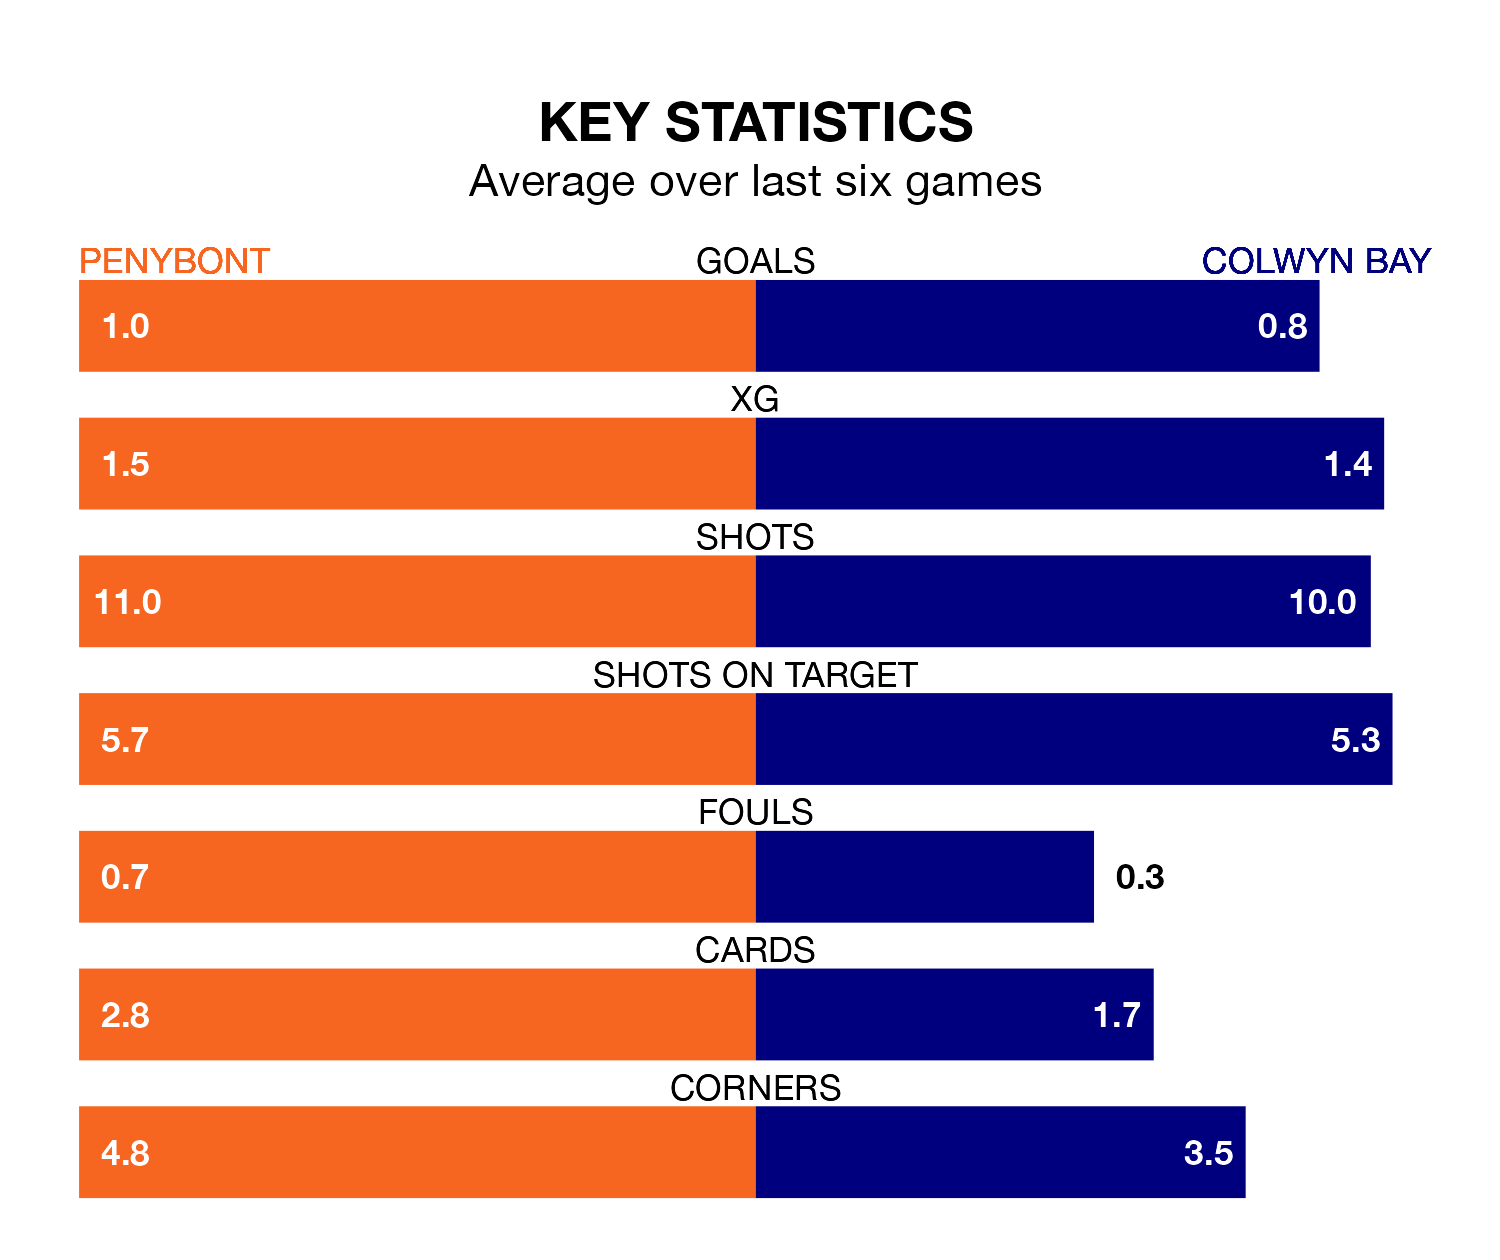 KEY STATISTICS
Average over last six games
PENYBONT GOALS COLWYN BAY
1.0 0.8
XG
1.5 1.4
SHOTS
11.0 10.0
SHOTS ON TARGET
5.7 5.3
FOULS
0.7 0.3
CARDS
2.8 1.7
CORNERS
4.8 3.5